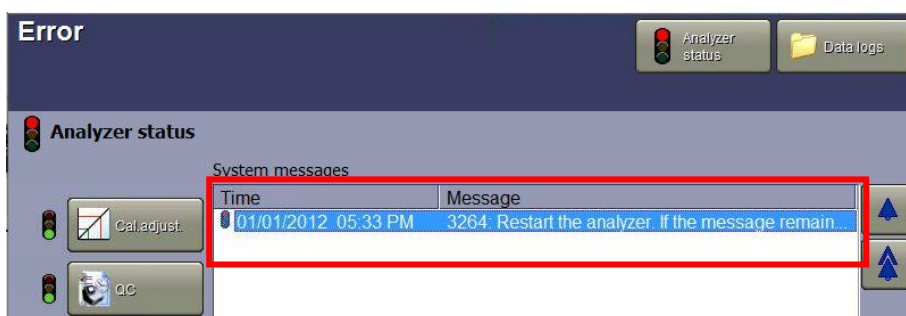 Error
Analyzer
status
Data logs
Analyzer status
System messages
Time Message
01/01/2012 05:33 PM 3264: Restart the analyzer. If the message remain...
Cal.adjust.
QC